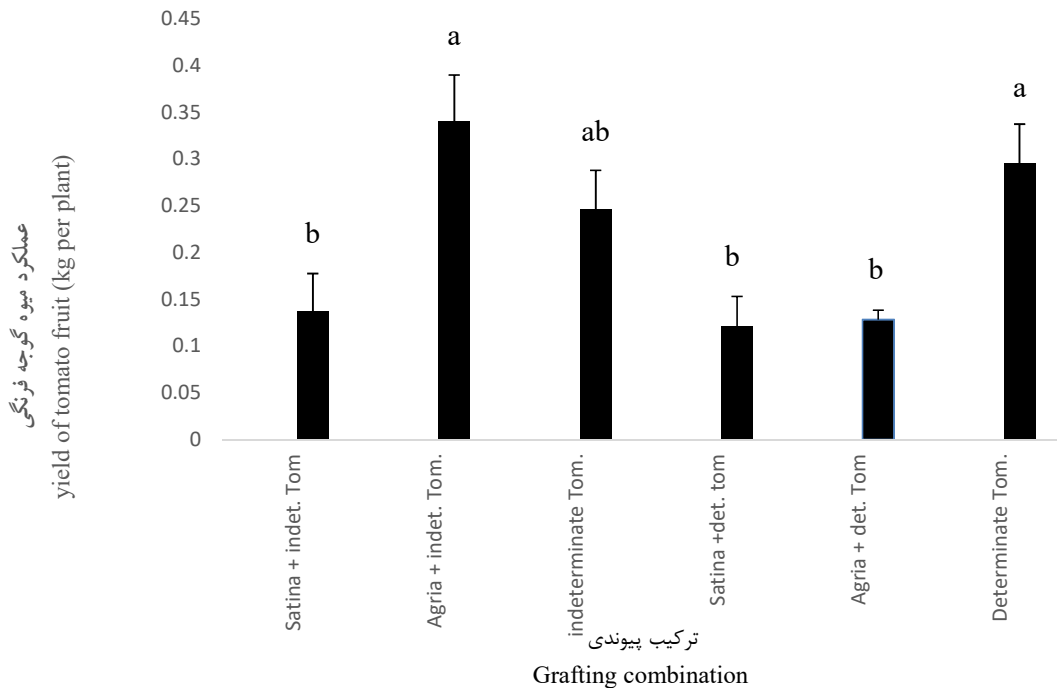 عملکرد میوه گوجه فرنگی
yield of tomato fruit (kg per plant)
0.45
0.4
0.35
0.3
0.25
0.2
0.15
0.1
0.05
0
b
a
ab
b
b
a
Satina + indet. Tom
Agria + indet. Tom.
indeterminate Tom.
Satina +det. tom
Agria + det. Tom
Determinate Tom.
ترکیب پیوندی
Grafting combination